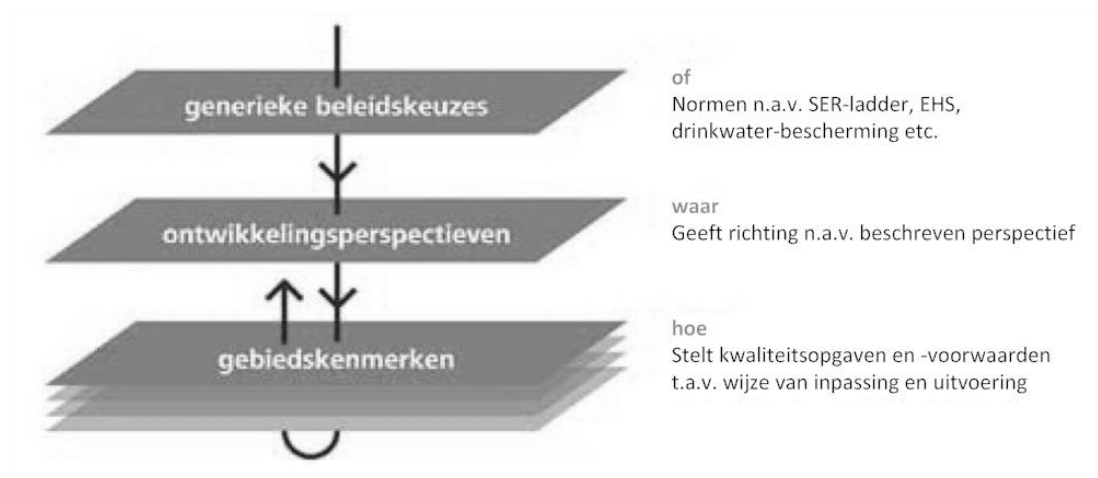 generieke beleidskeuzes
of
Normen n.a.v. SER-ladder, EHS,
drinkwater-bescherming etc.
ontwikkelingsperspectieven
waar
Geeft richting n.a.v. beschreven perspectief
gebiedskenmerken
hoe
Stelt kwaliteitsopgaven en -voorwaarden
t.a.v. wijze van inpassing en uitvoering